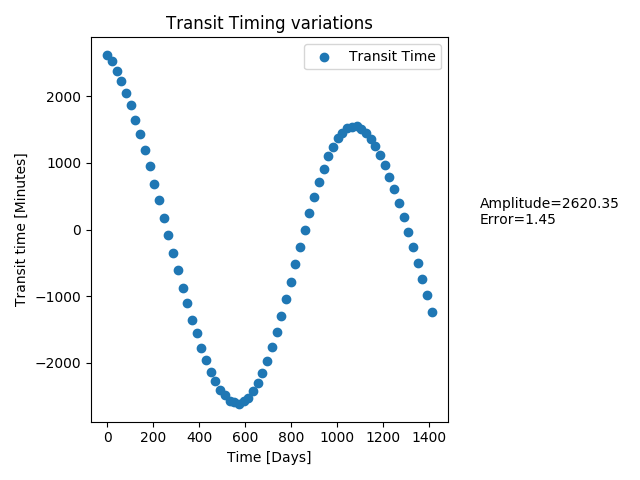 Transit Timing variations
Transit Time
2000
1000
0
−1000
−2000
Transit time [Minutes]
0 200 400 600 800 1000 1200 1400
Time [Days]
Amplitude=2620.35
Error=1.45